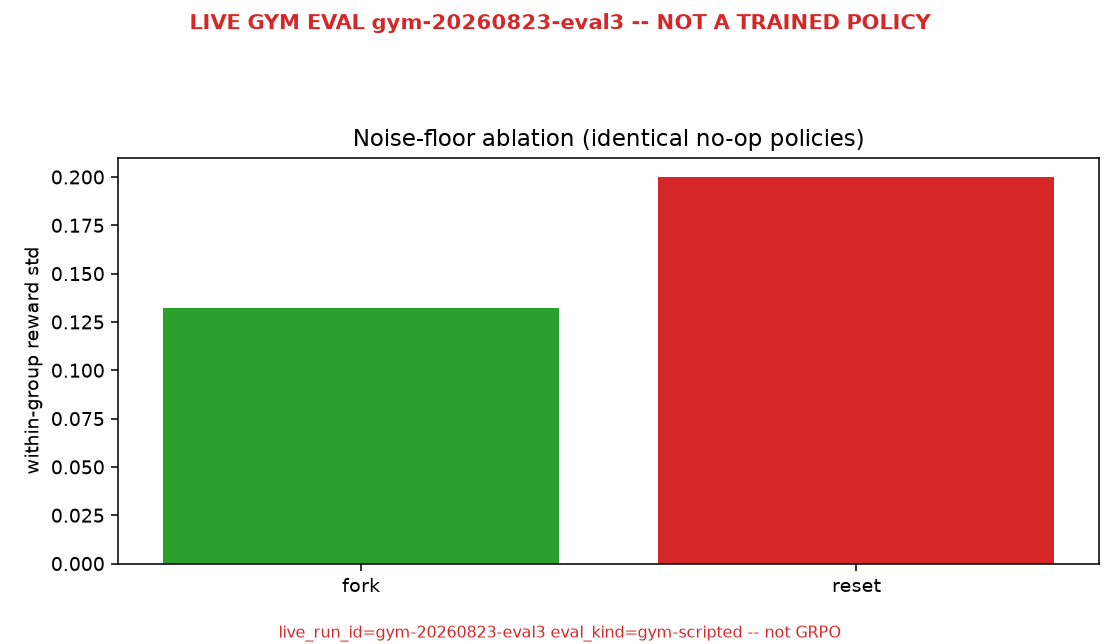 LIVE GYM EVAL gym-20260823-eval3 -- NOT A TRAINED POLICY
Noise-floor ablation (identical no-op policies)
within-group reward std
0.200
0.175
0.150
0.125
0.100
0.075
0.050
0.025
0.000
fork
reset
live_run_id=gym-20260823-eval3 eval_kind=gym-scripted -- not GRPO